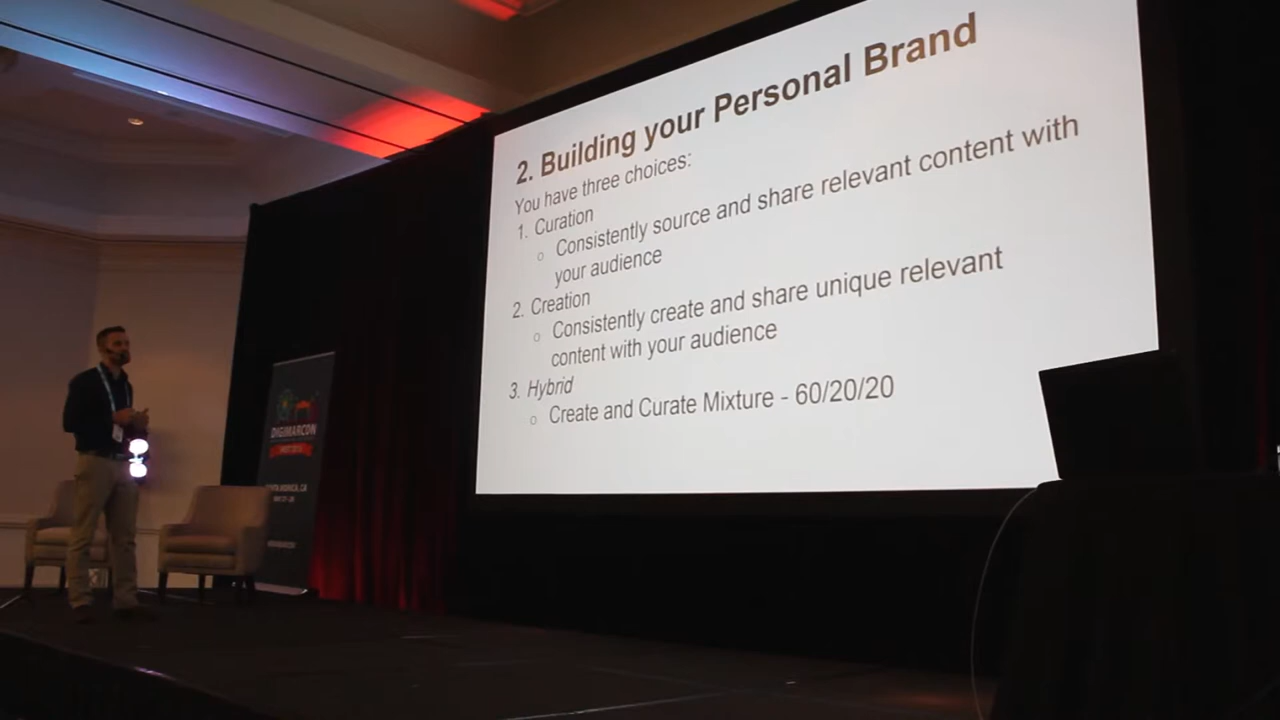 2. Building your Personal Brand
You have three choices:
1. Curation
○ Consistently source and share relevant content with
your audience
2. Creation
○ Consistently create and share unique relevant
content with your audience
3. Hybrid
○ Create and Curate Mixture - 60/20/20
DIGIMARCON